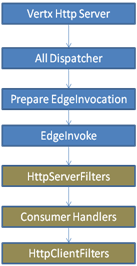 Vertx Http Server
All Dispatcher
Prepare EdgeInvocation
EdgeInvoke
HttpServerFilters
Consumer Handlers
HttpClientFilters